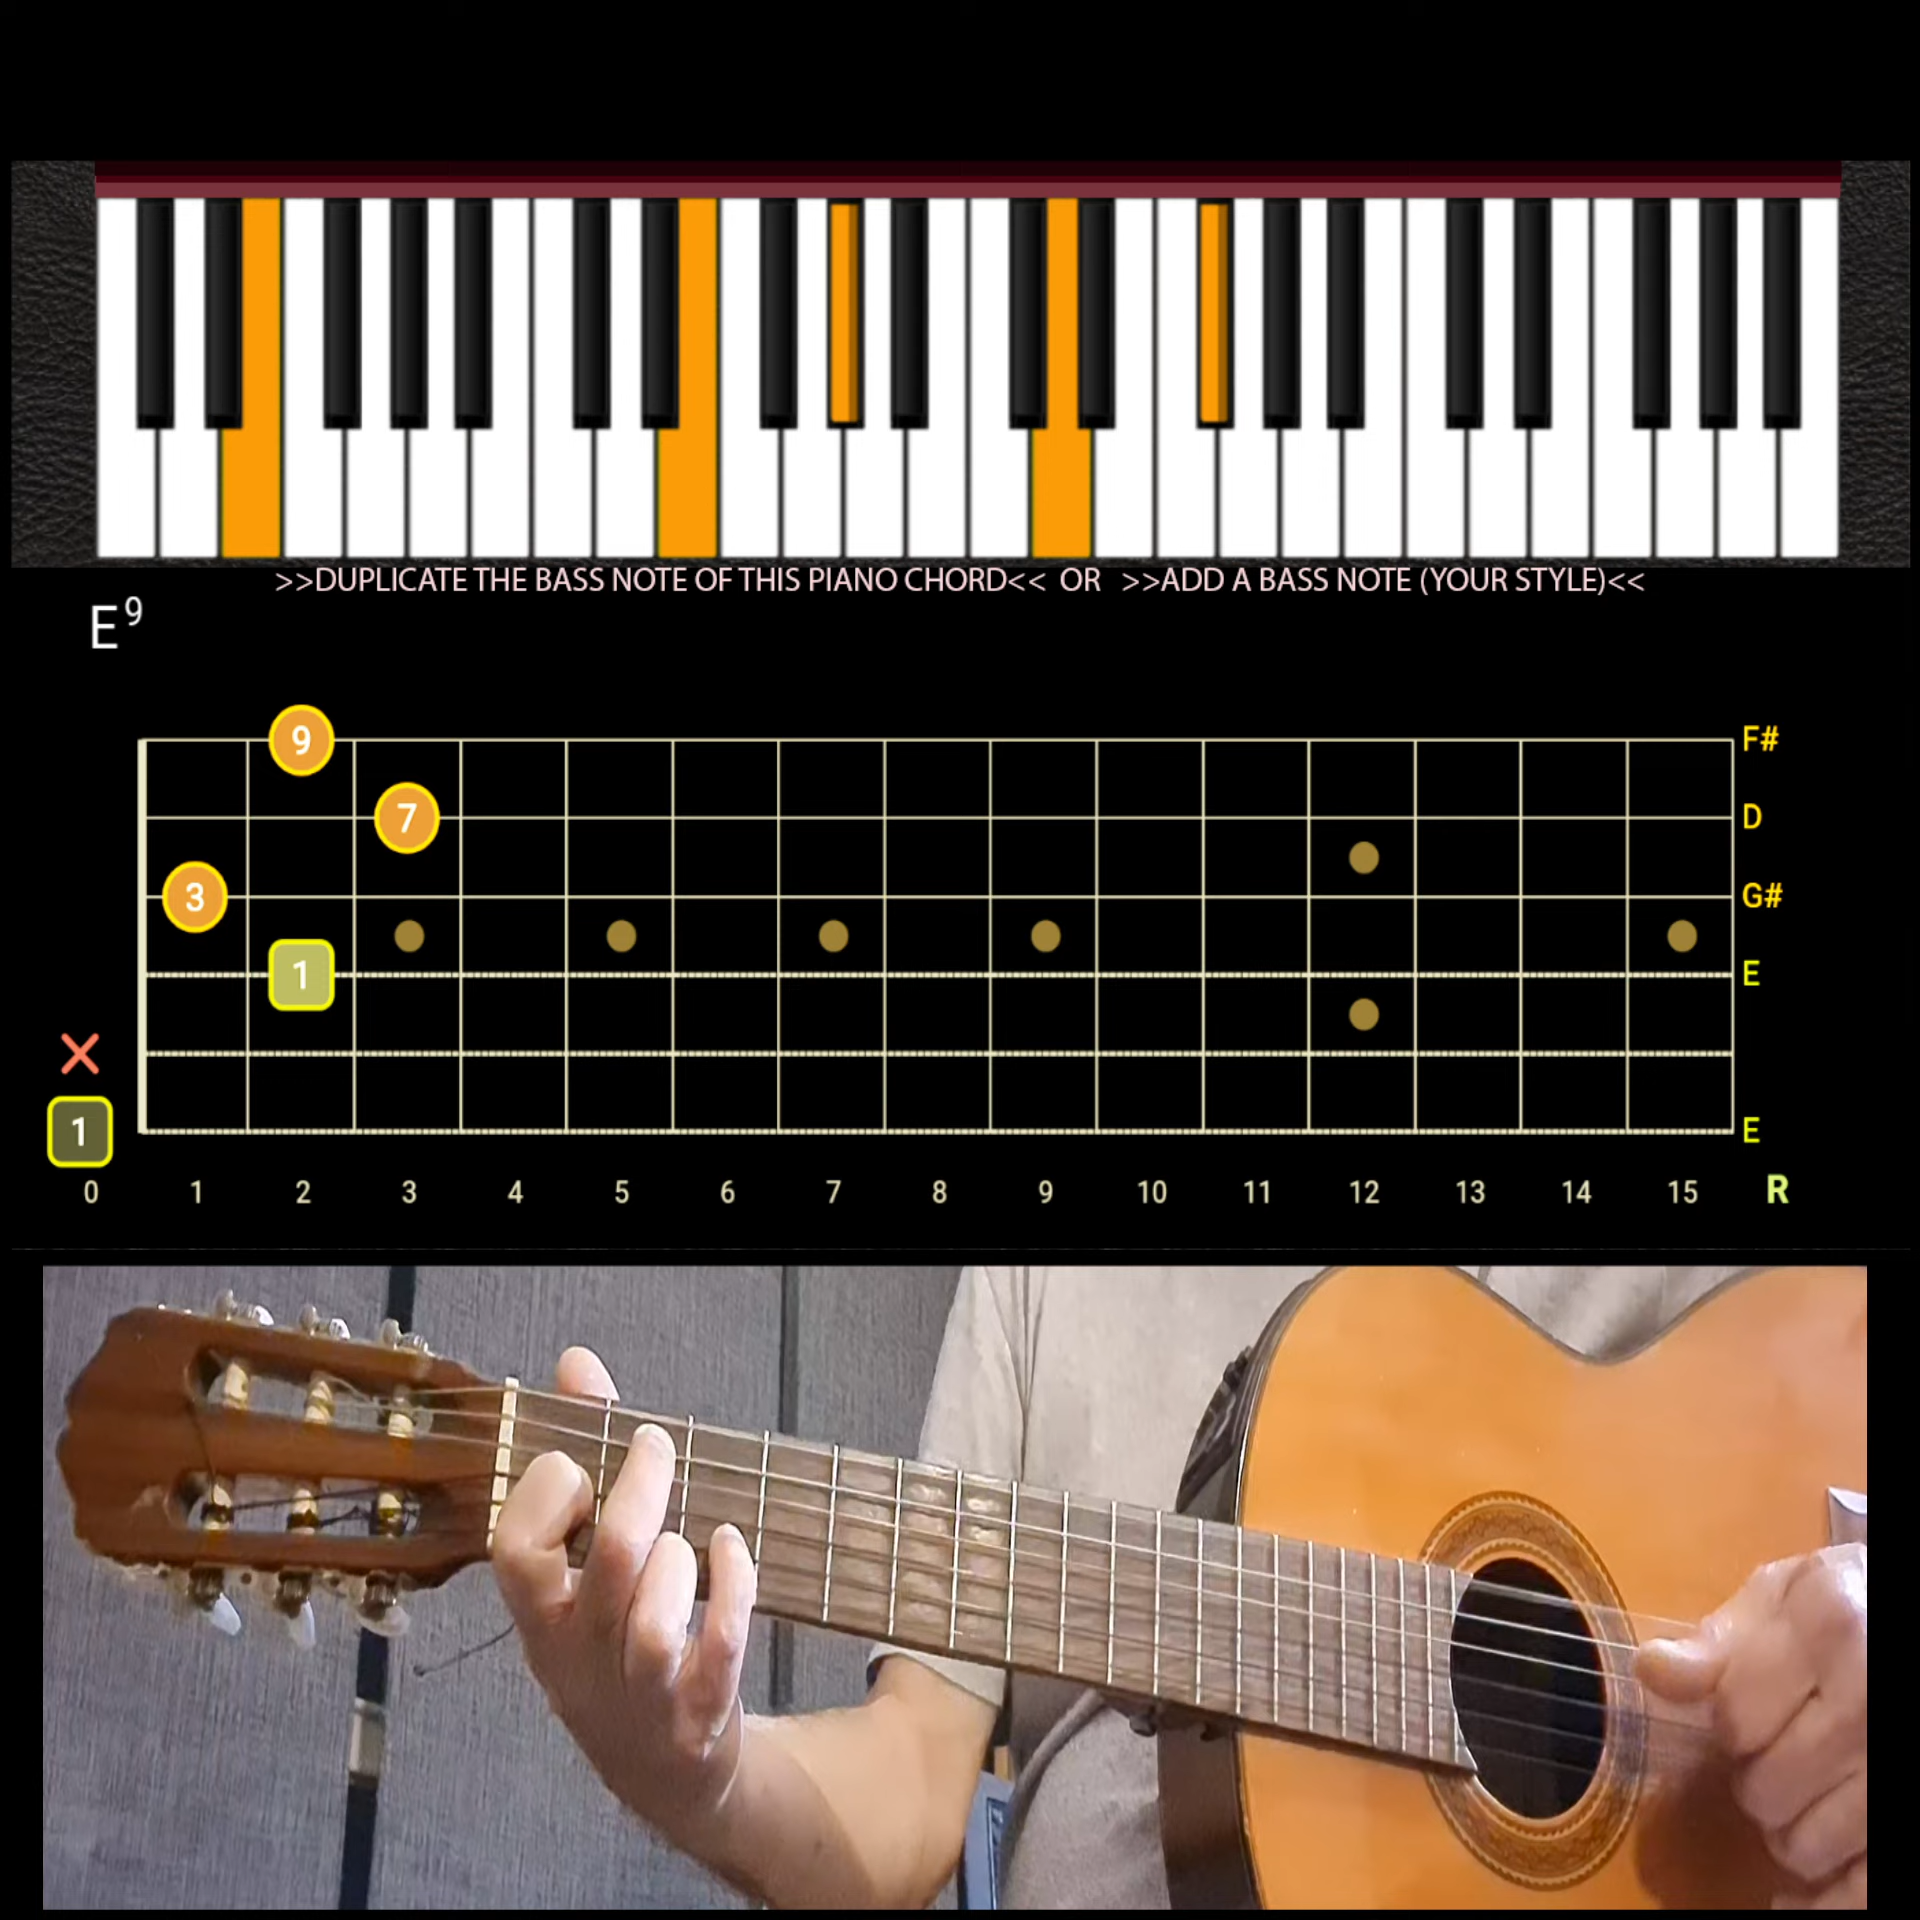 >>DUPLICATE THE BASS NOTE OF THIS PIANO CHORD<< OR >>ADD A BASS NOTE (YOUR STYLE)<<
E⁹
9 F#
7 D
3 G#
1 E
X
1 E
0 1 2 3 4 5 6 7 8 9 10 11 12 13 14 15 R